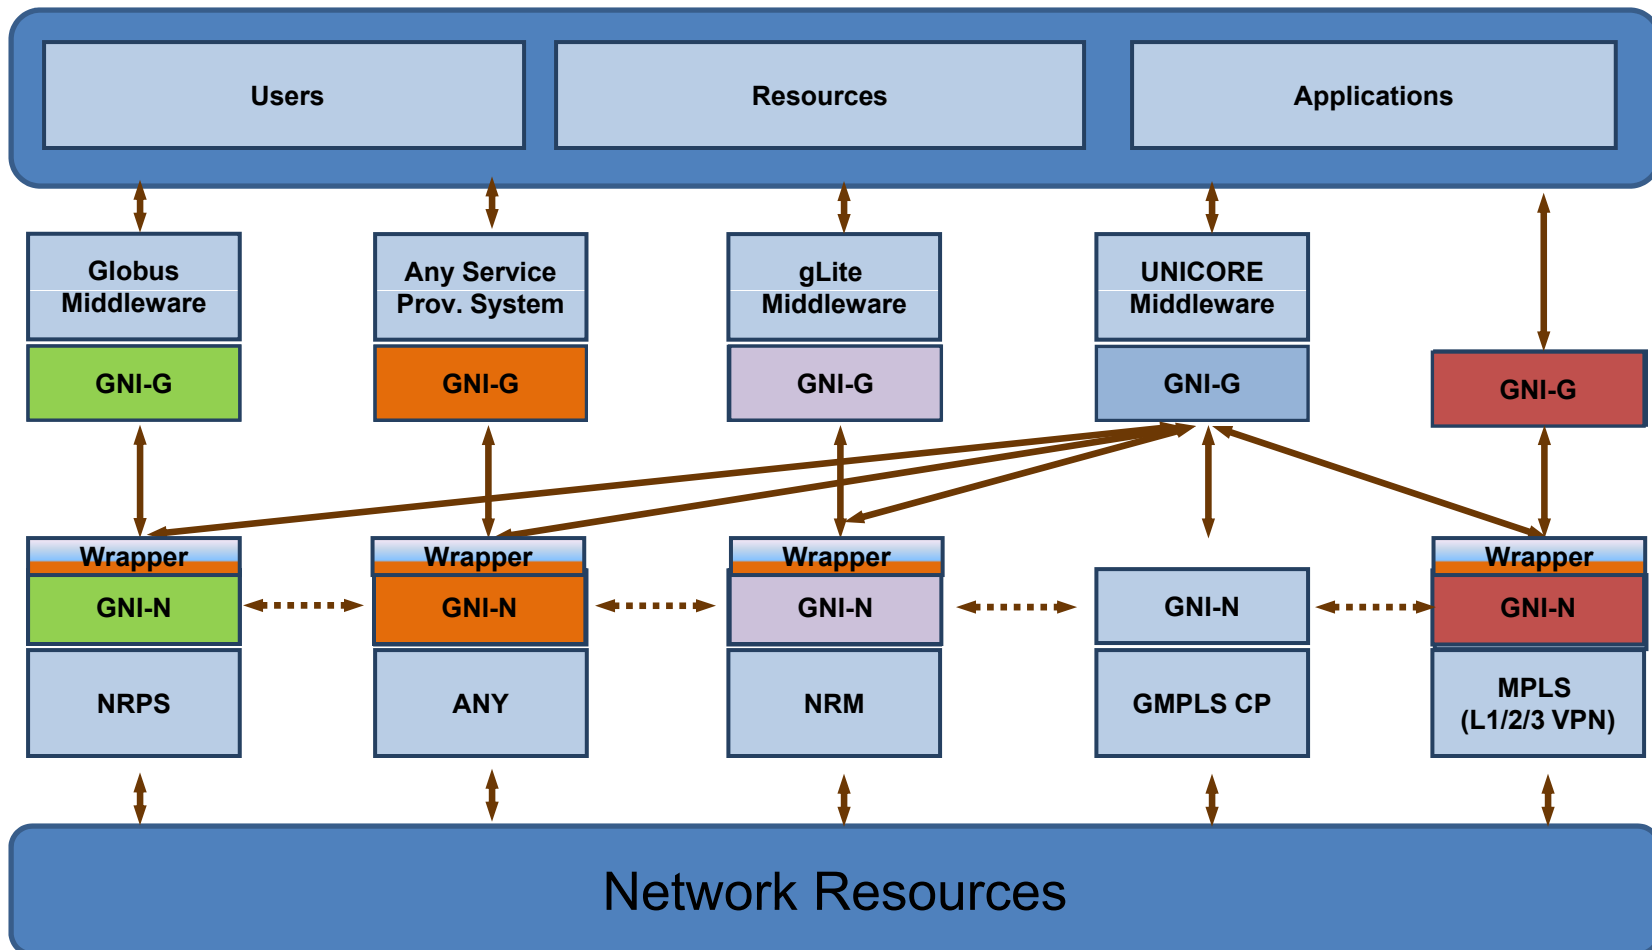 Users
Resources
Applications
Globus
Middleware
Any Service
Prov. System
gLite
Middleware
UNICORE
Middleware
GNI-G
GNI-G
GNI-G
GNI-G
GNI-G
Wrapper
Wrapper
Wrapper
Wrapper
GNI-N
GNI-N
GNI-N
GNI-N
GNI-N
NRPS
ANY
NRM
GMPLS CP
MPLS
(L1/2/3 VPN)
Network Resources